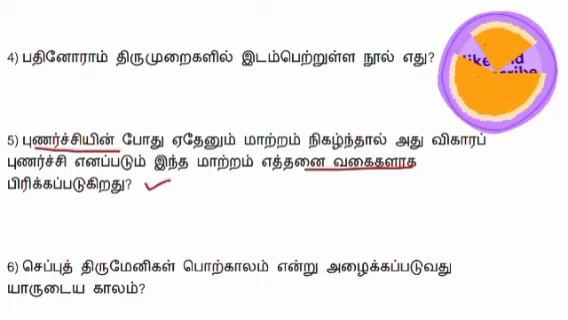 4) பதினோராம் திருமுறைகளில் இடம்பெற்றுள்ள நூல் எது?
5) புணர்ச்சியின் போது ஏதேனும் மாற்றம் நிகழ்ந்தால் அது விகாரப்
புணர்ச்சி எனப்படும் இந்த மாற்றம் எத்தனை வகைகளாக
பிரிக்கப்படுகிறது?
6) செப்புத் திருமேனிகள் பொற்காலம் என்று அழைக்கப்படுவது
யாருடைய காலம்?